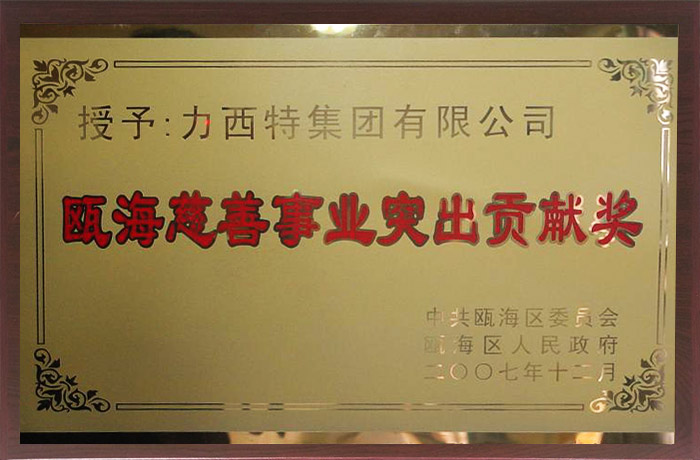 授予:力西特集团有限公司
瓯海慈善事业突出贡献奖
中共瓯海区委员会
瓯海区人民政府
二〇〇七年十二月